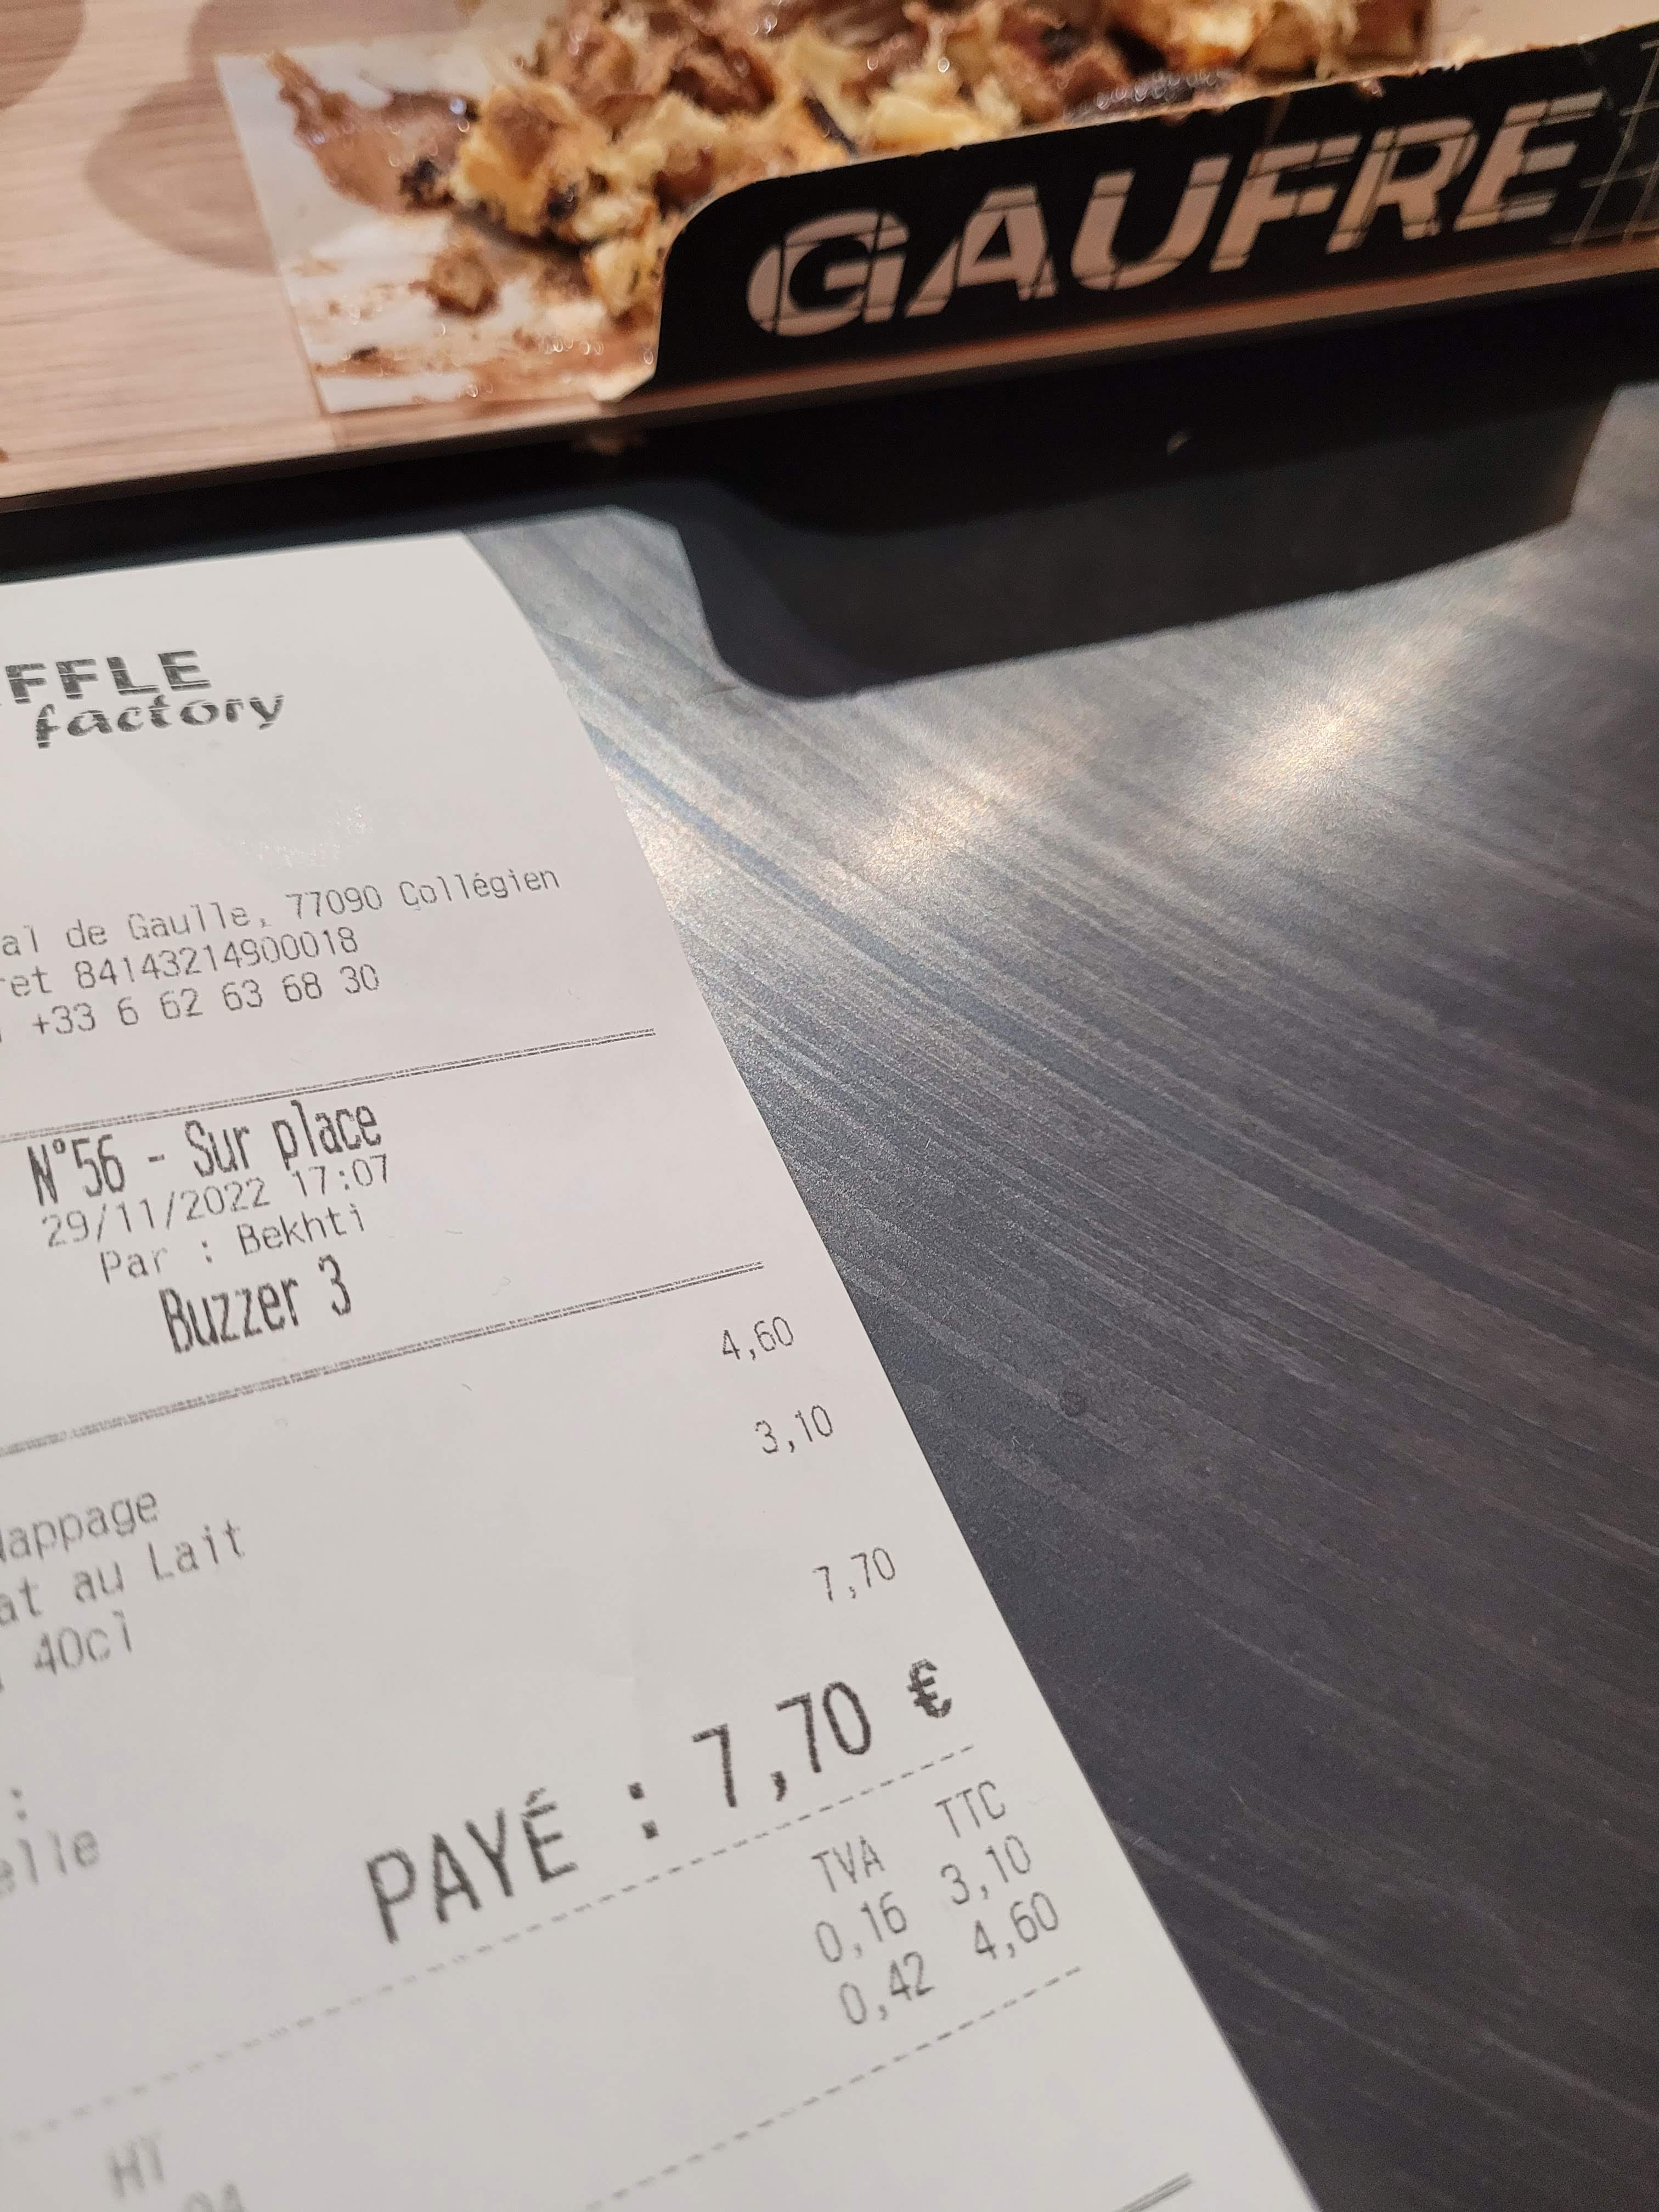 GAUFRE
FFLE
factory
al de Gaulle, 77090 Collégien
ret 84143214900018
+33 6 62 63 68 30
N°56 - Sur place
29/11/2022 17:07
Par : Bekhti
Buzzer 3
4,60
3,10
Nappage
at au Lait
40cl
7,70
PAYÉ : 7,70 €
:
elle
TVA TTC
0,16 3,10
0,42 4,60
HT